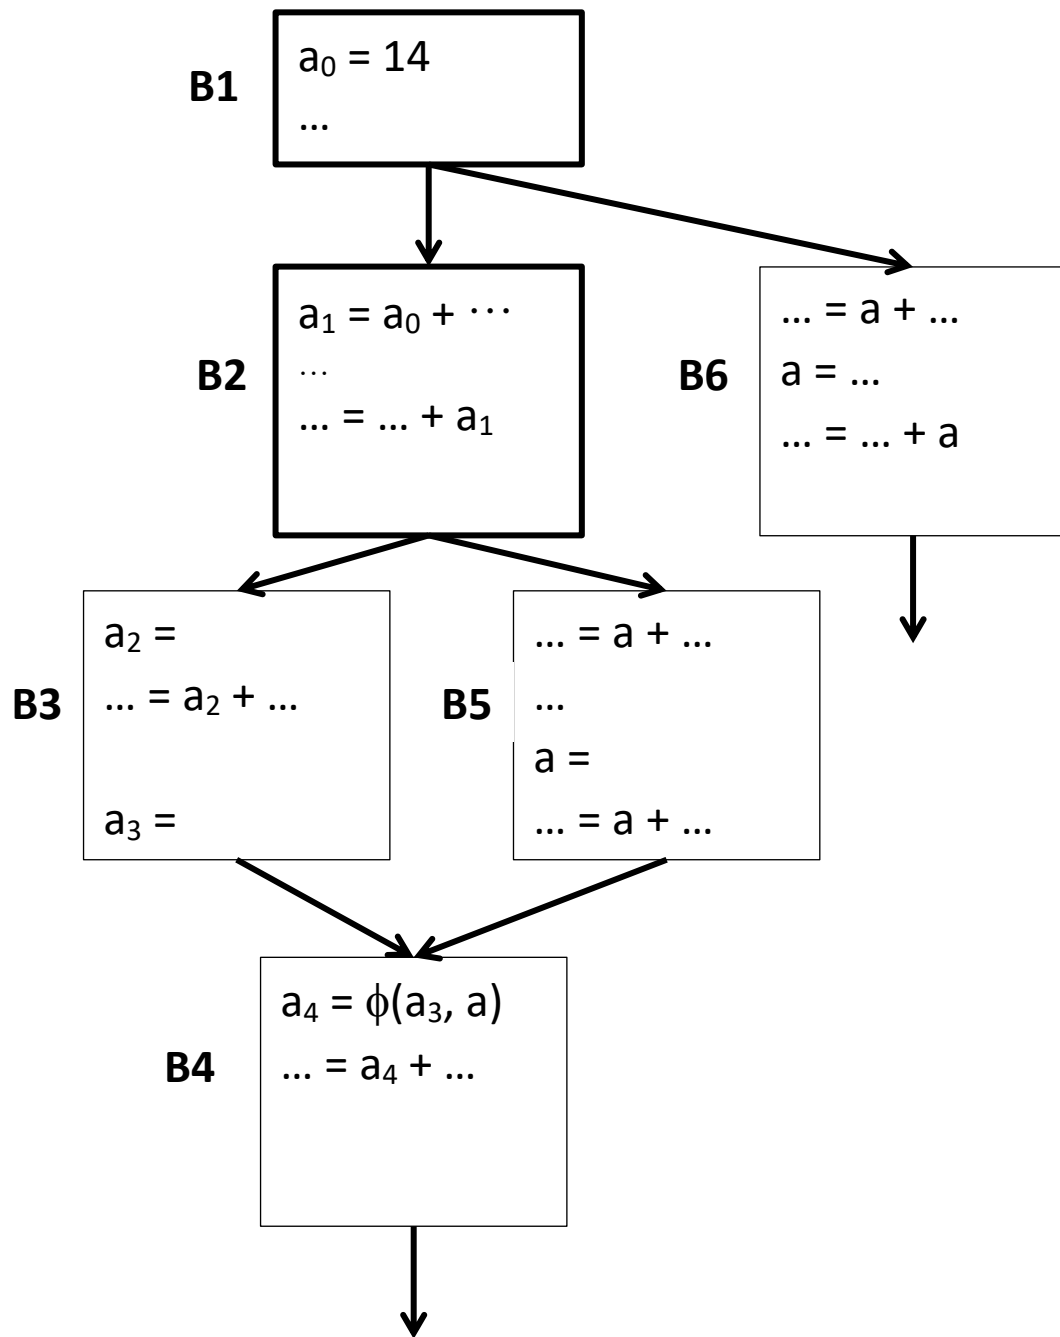 B1
a₀ = 14
...
B2
a₁ = a₀ + ⋯
...
... = ... + a₁
B6
... = a + ...
a = ...
... = ... + a
B3
a₂ =
... = a₂ + ...
a₃ =
B5
... = a + ...
...
a =
... = a + ...
B4
a₄ = ϕ(a₃, a)
... = a₄ + ...